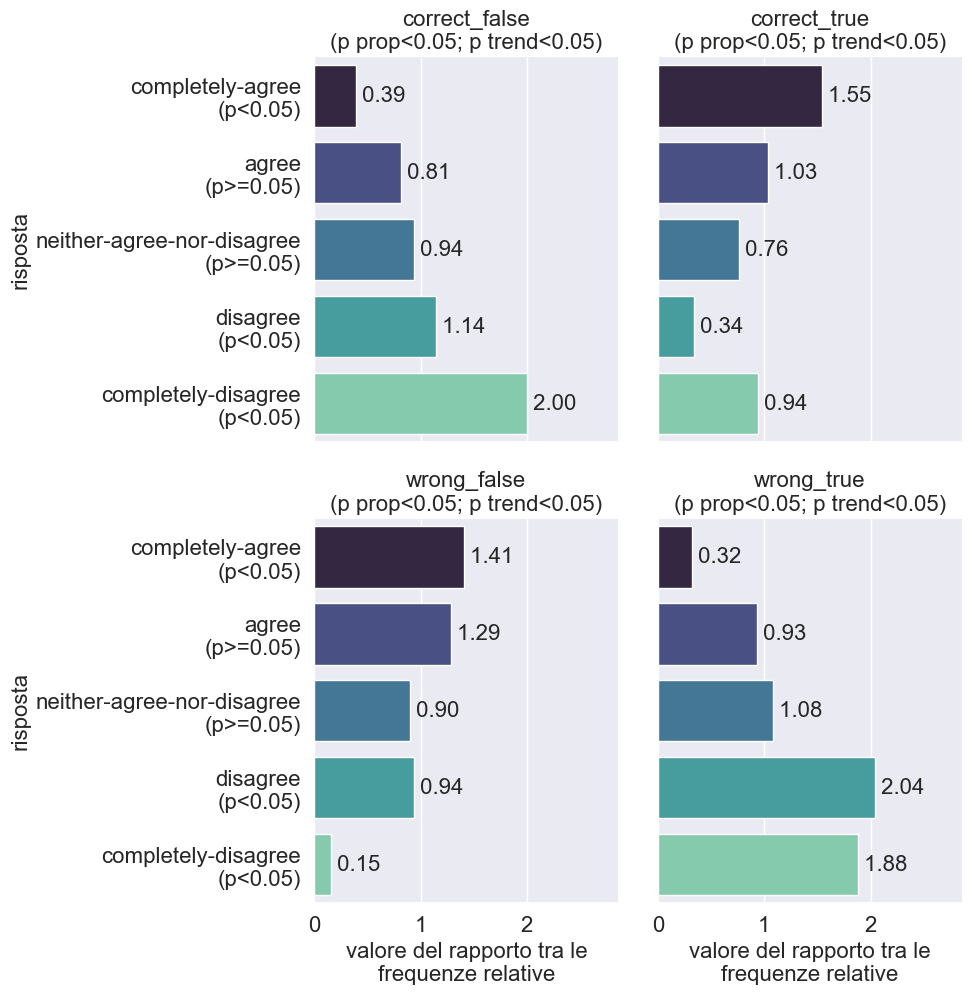 correct_false
(p prop<0.05; p trend<0.05)
correct_true
(p prop<0.05; p trend<0.05)
risposta
completely-agree
(p<0.05)
0.39
1.55
agree
(p>=0.05)
0.81
1.03
neither-agree-nor-disagree
(p>=0.05)
0.94
0.76
disagree
(p<0.05)
1.14
0.34
completely-disagree
(p<0.05)
2.00
0.94
wrong_false
(p prop<0.05; p trend<0.05)
wrong_true
(p prop<0.05; p trend<0.05)
risposta
completely-agree
(p<0.05)
1.41
0.32
agree
(p>=0.05)
1.29
0.93
neither-agree-nor-disagree
(p>=0.05)
0.90
1.08
disagree
(p<0.05)
0.94
2.04
completely-disagree
(p<0.05)
0.15
1.88
0 1 2
0 1 2
valore del rapporto tra le
frequenze relative
valore del rapporto tra le
frequenze relative